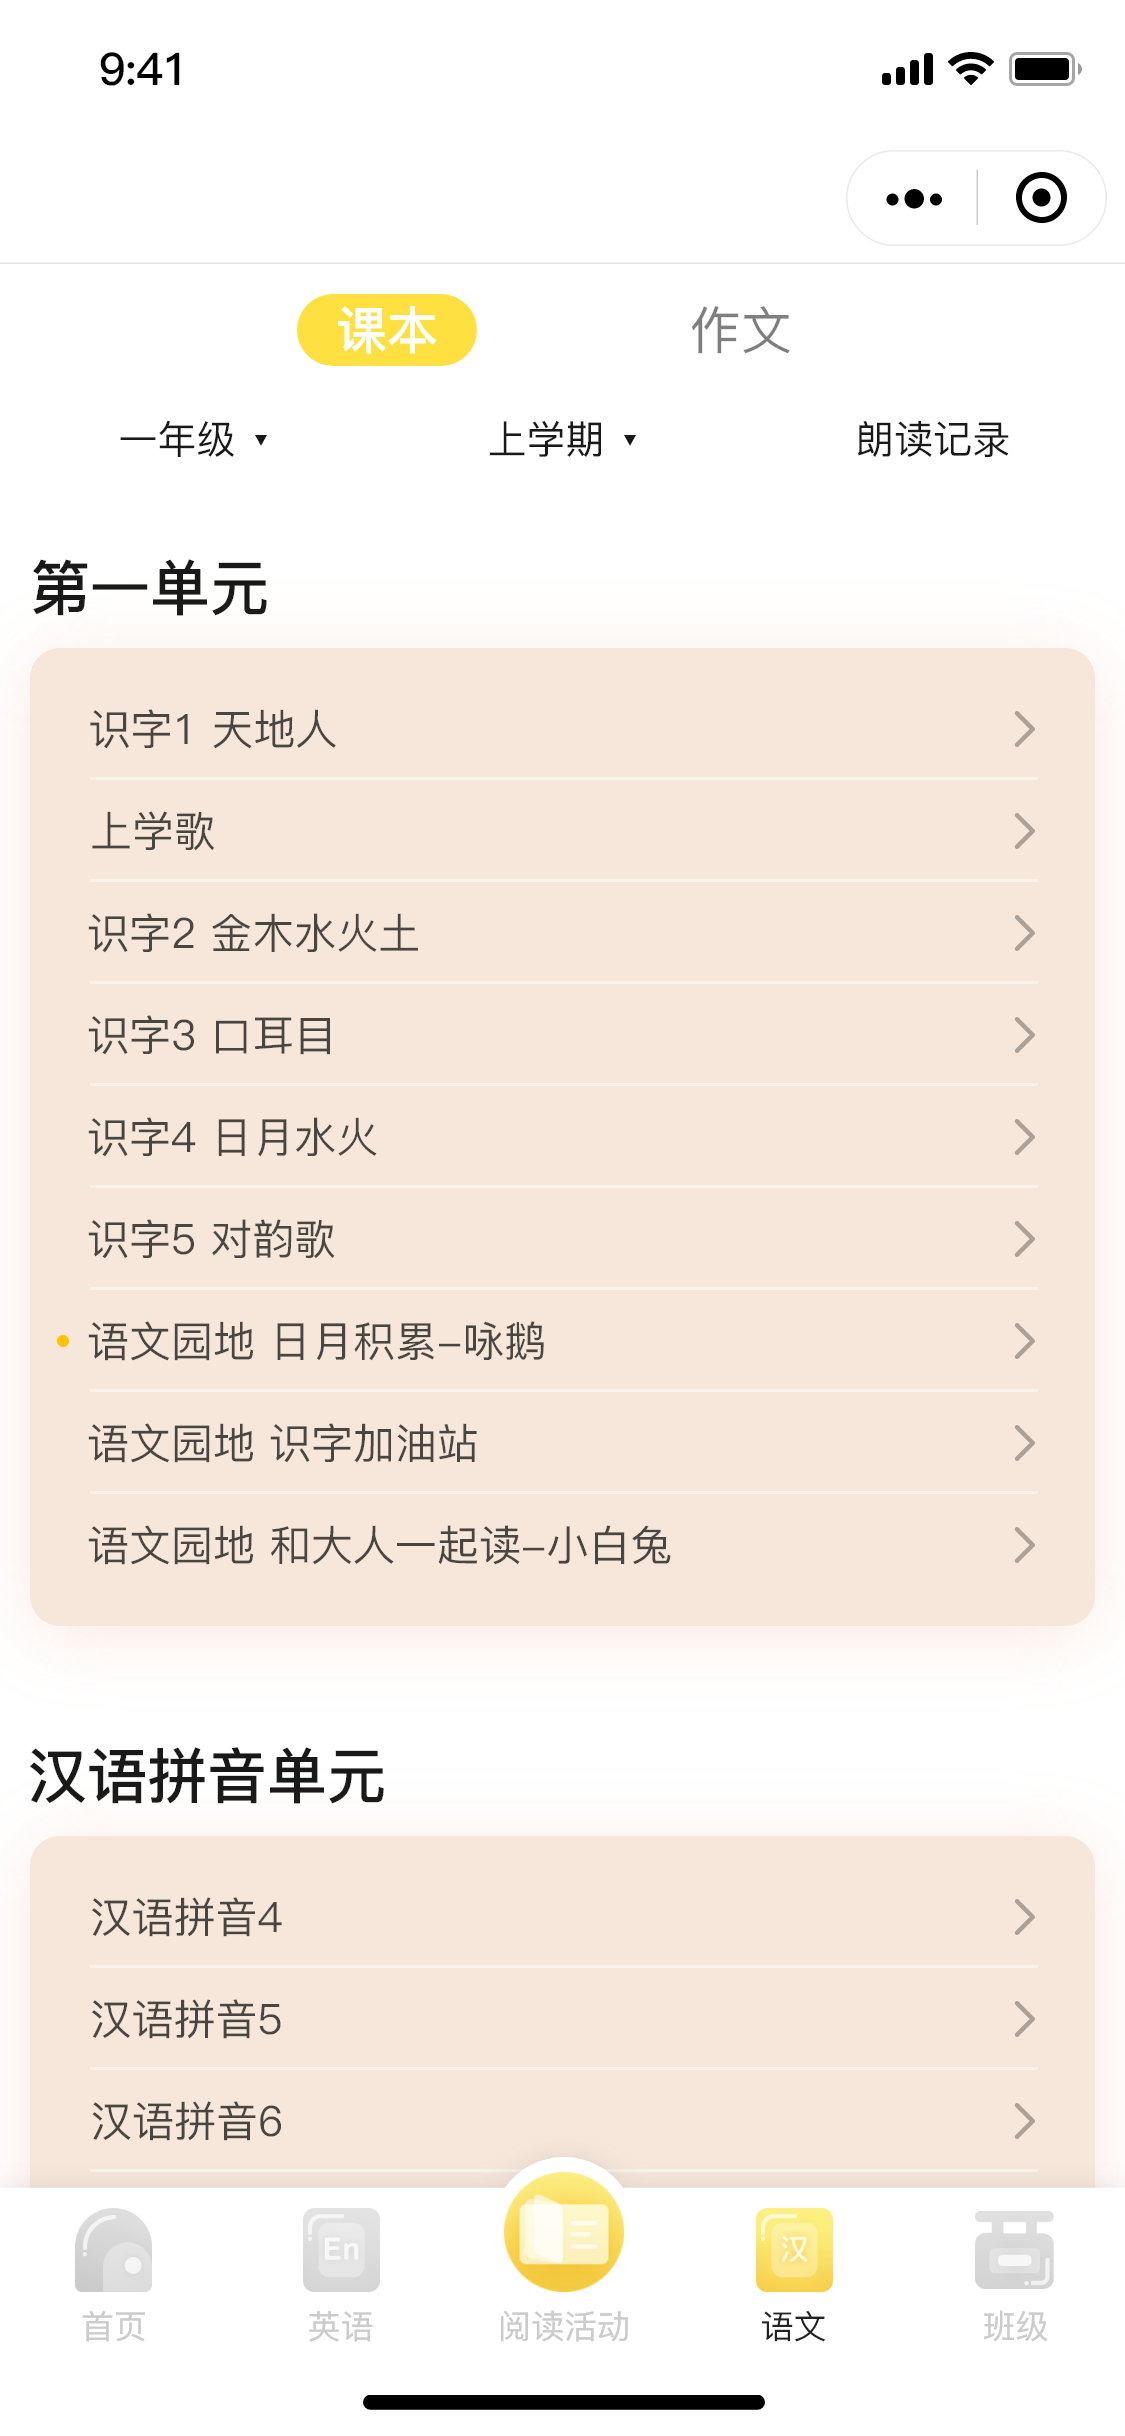 9:41
课本 作文
一年级 上学期 朗读记录
第一单元
识字1 天地人
上学歌
识字2 金木水火土
识字3 口耳目
识字4 日月水火
识字5 对韵歌
语文园地 日月积累-咏鹅
语文园地 识字加油站
语文园地 和大人一起读-小白兔
汉语拼音单元
汉语拼音4
汉语拼音5
汉语拼音6
En 汉
首页 英语 阅读活动 语文 班级